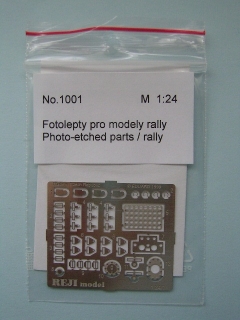 No.1001 M 1:24
Fotolepty pro modely rally
Photo-etched parts / rally
REJI model